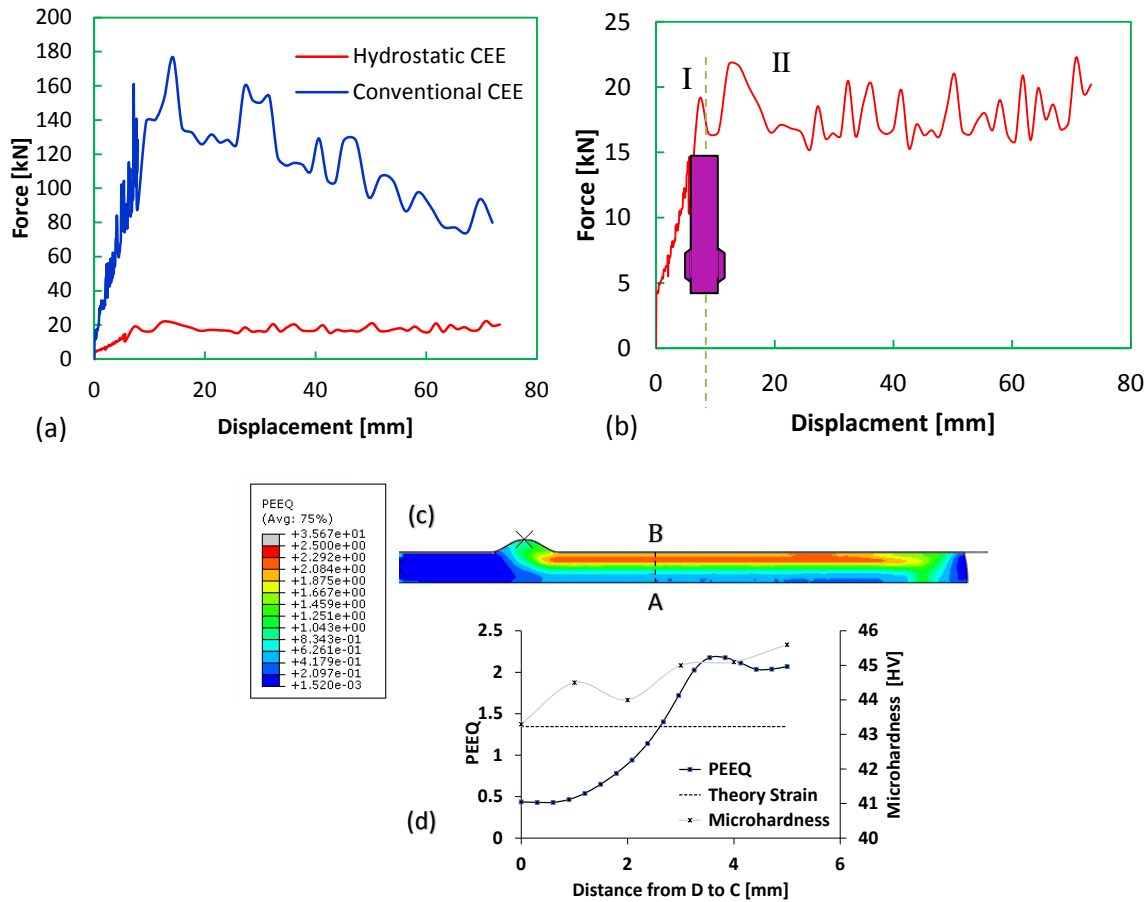 200
180
160
140
120
100
80
60
40
20
0
Force [kN]
Hydrostatic CEE
Conventional CEE
0 20 40 60 80
Displacement [mm]
(a)
25
20
15
10
5
0
Force [kN]
I
II
0 20 40 60 80
Displacment [mm]
(b)
PEEQ
(Avg: 75%)
+3.567e+01
+2.500e+00
+2.292e+00
+2.084e+00
+1.875e+00
+1.667e+00
+1.459e+00
+1.251e+00
+1.043e+00
+8.343e-01
+6.261e-01
+4.179e-01
+2.097e-01
+1.520e-03
(c)
B
A
2.5
2
1.5
1
0.5
0
PEEQ
46
45
44
43
42
41
40
Microhardness [HV]
PEEQ
Theory Strain
Microhardness
(d)
0 2 4 6
Distance from D to C [mm]